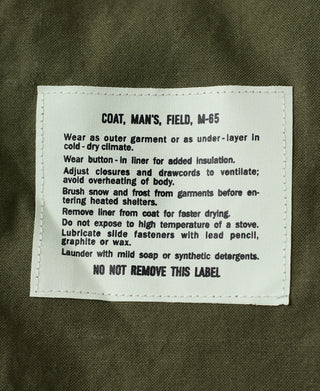 COAT, MAN'S, FIELD, M-65
Wear as outer garment or as under-layer in
cold-dry climate.
Wear button-in liner for added insulation.
Adjust closures and drawcords to ventilate;
avoid overheating of body.
Brush snow and frost from garments before en-
tering heated shelters.
Remove liner from coat for faster drying.
Do not expose to high temperature of a stove.
Lubricate slide fasteners with lead pencil,
graphite or wax.
Launder with mild soap or synthetic detergents.
NO NOT REMOVE THIS LABEL